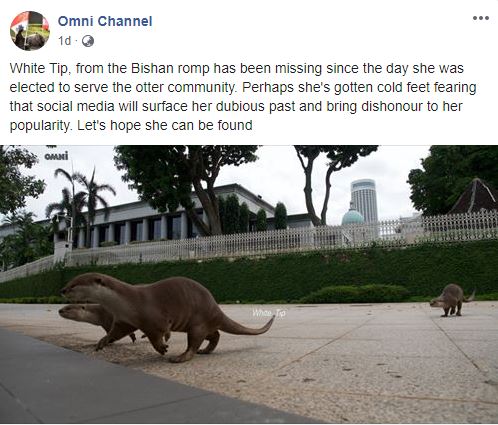 Omni Channel
1d ·
White Tip, from the Bishan romp has been missing since the day she was
elected to serve the otter community. Perhaps she's gotten cold feet fearing
that social media will surface her dubious past and bring dishonour to her
popularity. Let's hope she can be found
OMNI
White Tip